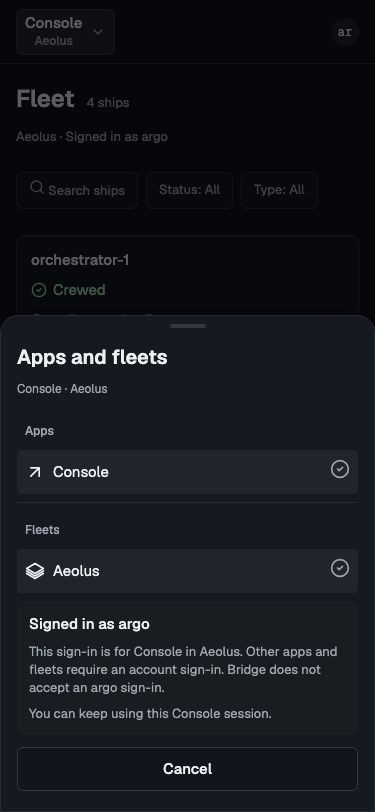 Console
Aeolus
ar
Fleet 4 ships
Aeolus · Signed in as argo
Search ships
Status: All
Type: All
orchestrator-1
Crewed
Apps and fleets
Console · Aeolus
Apps
Console
Fleets
Aeolus
Signed in as argo
This sign-in is for Console in Aeolus. Other apps and
fleets require an account sign-in. Bridge does not
accept an argo sign-in.
You can keep using this Console session.
Cancel